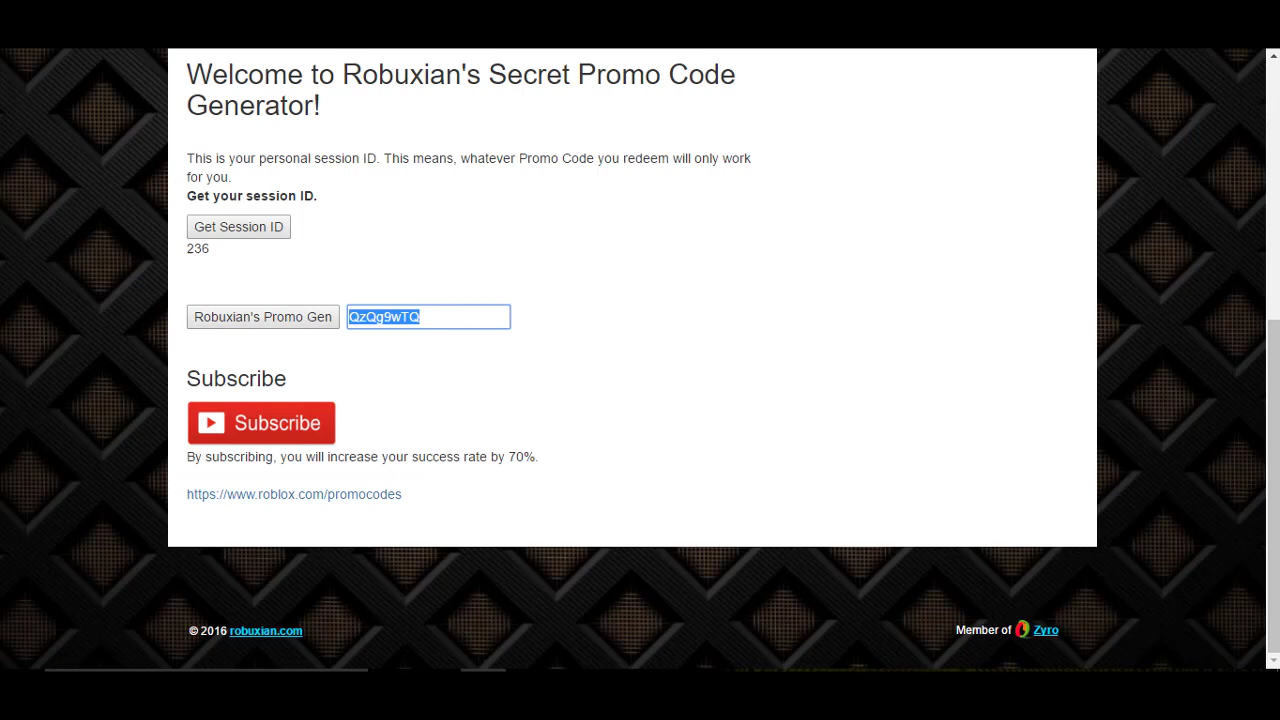 Welcome to Robuxian's Secret Promo Code
Generator!
This is your personal session ID. This means, whatever Promo Code you redeem will only work
for you.
Get your session ID.
Get Session ID
236
Robuxian's Promo Gen QzQg9wTQ
Subscribe
Subscribe
By subscribing, you will increase your success rate by 70%.
https://www.roblox.com/promocodes
© 2016 robuxian.com Member of Zyro